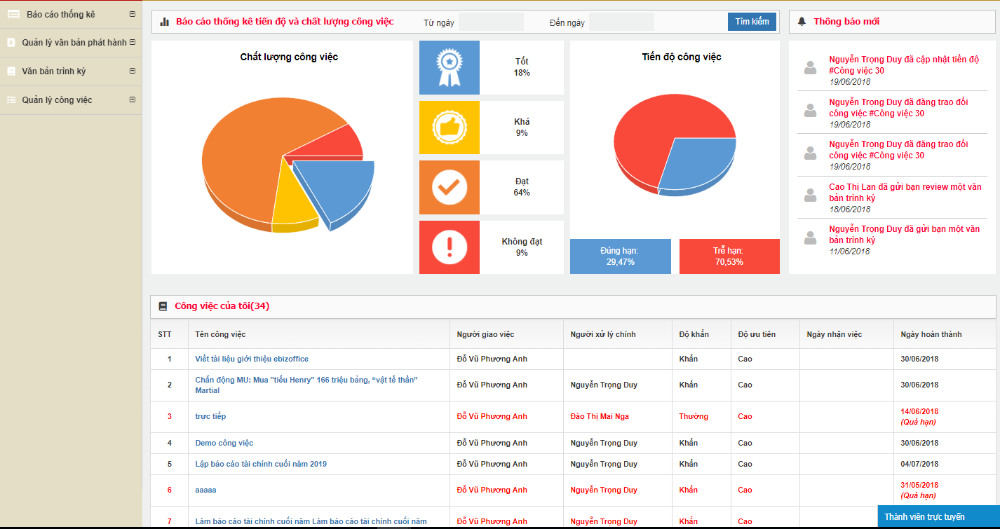 Báo cáo thống kê
Quản lý văn bản phát hành
Văn bản trình ký
Quản lý công việc
Báo cáo thống kê tiến độ và chất lượng công việc
Từ ngày
Đến ngày
Tìm kiếm
Chất lượng công việc
Tốt
18%
Khá
9%
Đạt
64%
Không đạt
9%
Tiến độ công việc
Đúng hạn:
29,47%
Trễ hạn:
70,53%
Thông báo mới
Nguyễn Trọng Duy đã cập nhật tiến độ
#Công việc 30
19/06/2018
Nguyễn Trọng Duy đã đăng trao đổi
công việc #Công việc 30
19/06/2018
Nguyễn Trọng Duy đã đăng trao đổi
công việc #Công việc 30
19/06/2018
Cao Thị Lan đã gửi bạn review một văn
bản trình ký
18/06/2018
Nguyễn Trọng Duy đã gửi bạn một văn
bản trình ký
11/06/2018
Công việc của tôi(34)
STT Tên công việc Người giao việc Người xử lý chính Độ khẩn Độ ưu tiên Ngày nhận việc Ngày hoàn thành
1 Viết tài liệu giới thiệu ebizoffice Đỗ Vũ Phương Anh Khẩn Cao 30/06/2018
2 Chấn động MU: Mua "tiểu Henry" 166 triệu bảng, “vật tế thần”
Martial Đỗ Vũ Phương Anh Nguyễn Trọng Duy Khẩn Cao 30/06/2018
3 trực tiếp Đỗ Vũ Phương Anh Đào Thị Mai Nga Thường Cao 14/06/2018
(Quá hạn)
4 Demo công việc Đỗ Vũ Phương Anh Nguyễn Trọng Duy Khẩn Cao 30/06/2018
5 Lập báo cáo tài chính cuối năm 2019 Đỗ Vũ Phương Anh Nguyễn Trọng Duy Khẩn Cao 04/07/2018
6 aaaaa Đỗ Vũ Phương Anh Nguyễn Trọng Duy Khẩn Cao 31/05/2018
(Quá hạn)
7 Làm báo cáo tài chính cuối năm Làm báo cáo tài chính cuối năm Đỗ Vũ Phương Anh Nguyễn Trọng Duy Khẩn Cao
Thành viên trực tuyến